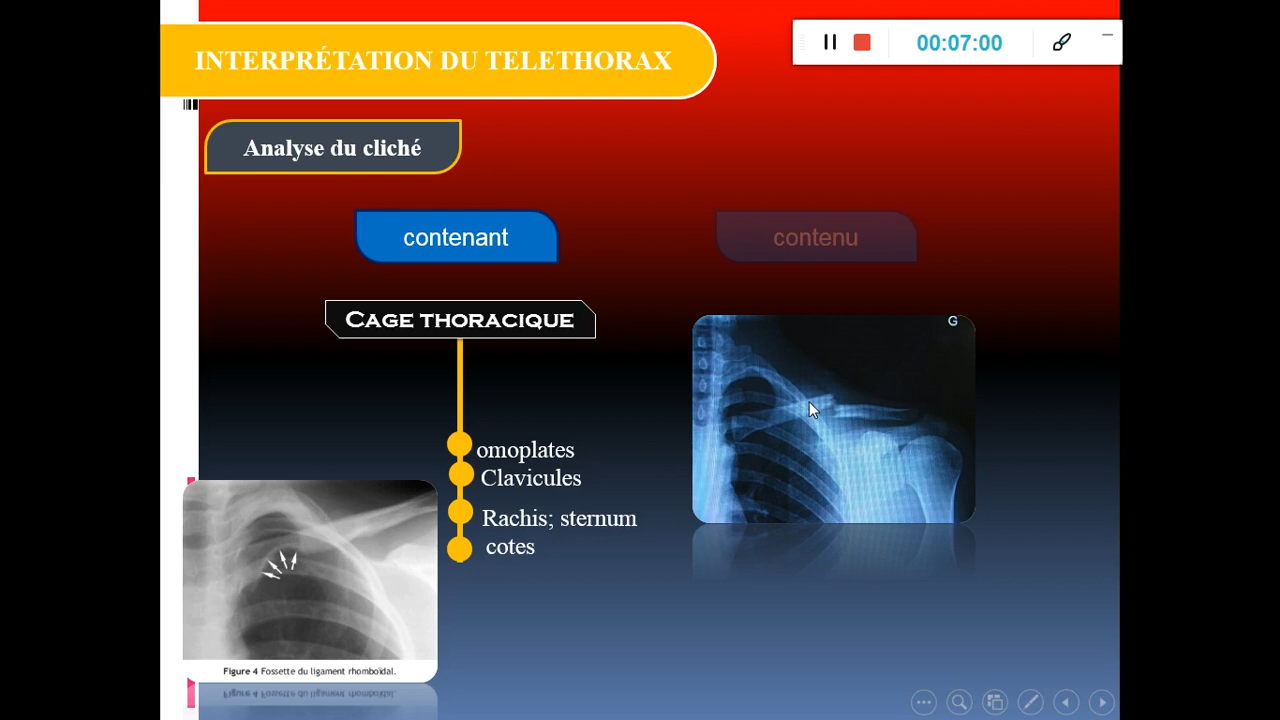 INTERPRÉTATION DU TELETHORAX
00:07:00
Analyse du cliché
contenant
contenu
CAGE THORACIQUE
G
omoplates
Clavicules
Rachis; sternum
cotes
Figure 4 Fossette du ligament rhomboïdal.